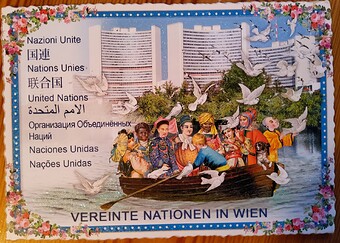 Nazioni Unite
国連
Nations Unies
联合国
United Nations
الامم المتحدة
Организация Объединённых
Наций
Naciones Unidas
Nações Unidas
VEREINTE NATIONEN IN WIEN